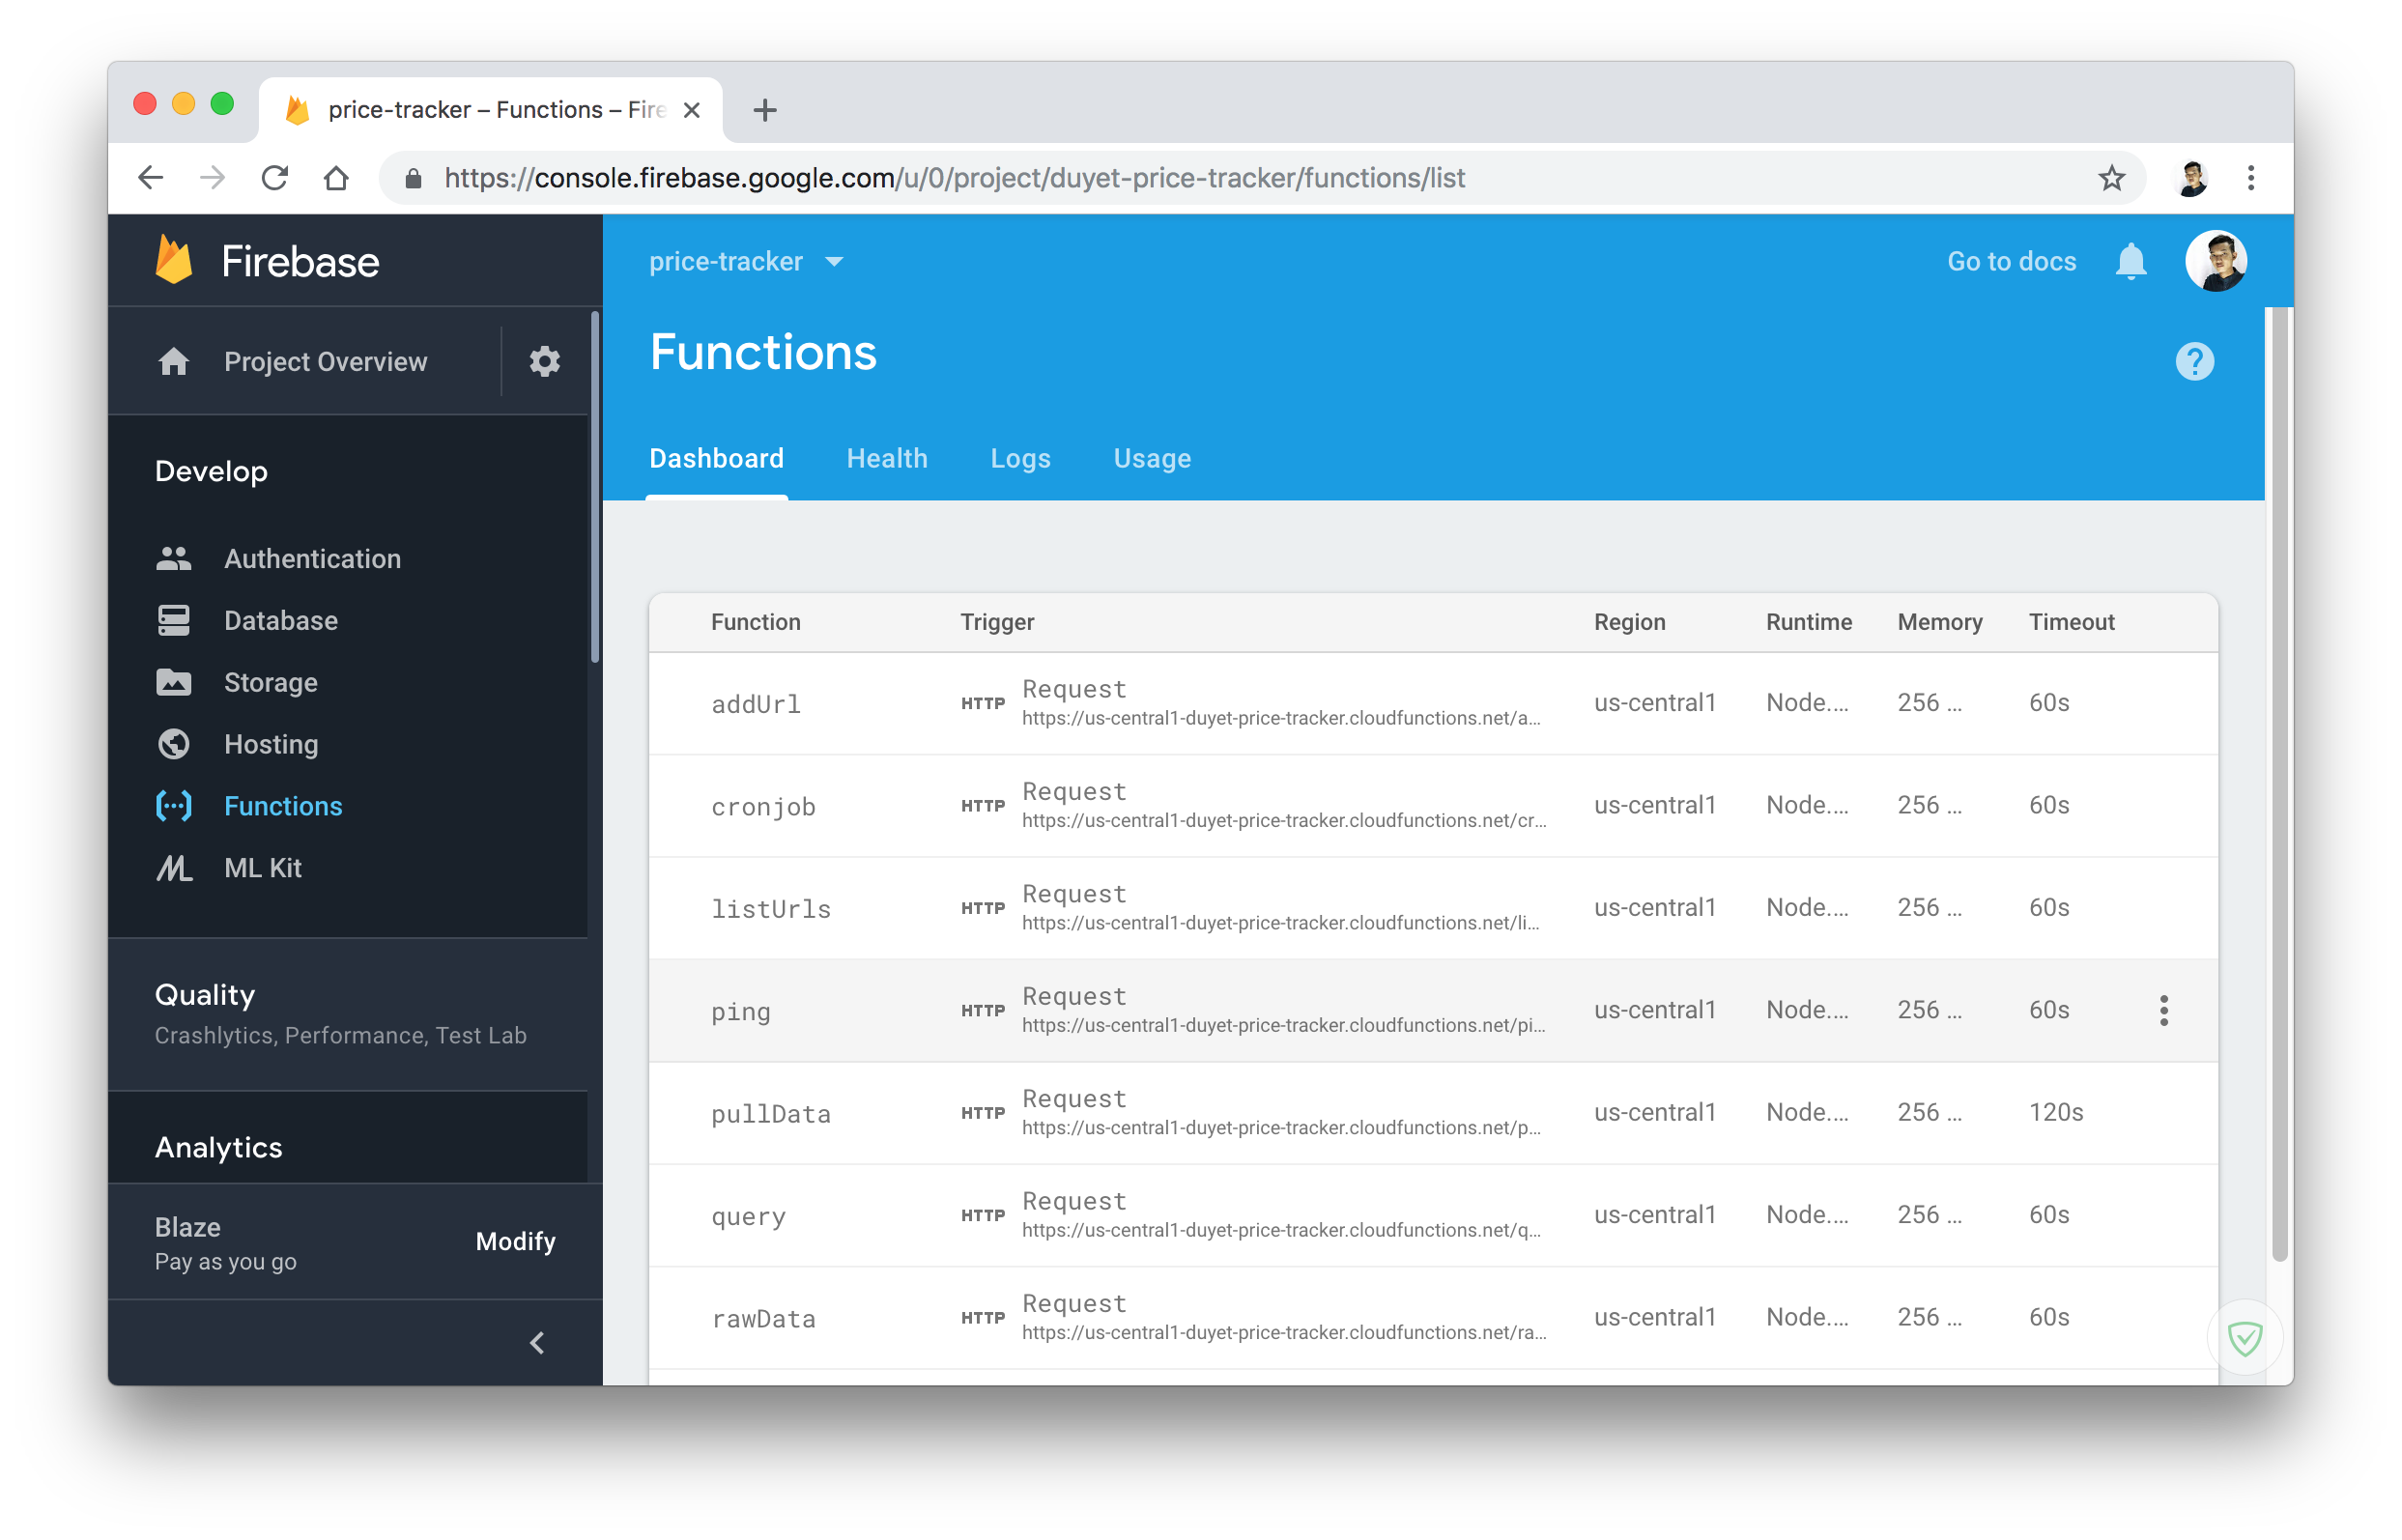 price-tracker – Functions – Fire
https://console.firebase.google.com/u/0/project/duyet-price-tracker/functions/list
Firebase
price-tracker
Go to docs
Project Overview
Functions
Dashboard Health Logs Usage
Develop
Authentication
Database
Storage
Hosting
Functions
ML Kit
Quality
Crashlytics, Performance, Test Lab
Analytics
Blaze
Pay as you go
Modify
Function Trigger Region Runtime Memory Timeout
addUrl HTTP Request us-central1 Node.... 256 ... 60s
https://us-central1-duyet-price-tracker.cloudfunctions.net/a...
cronjob HTTP Request us-central1 Node.... 256 ... 60s
https://us-central1-duyet-price-tracker.cloudfunctions.net/cr...
listUrls HTTP Request us-central1 Node.... 256 ... 60s
https://us-central1-duyet-price-tracker.cloudfunctions.net/li...
ping HTTP Request us-central1 Node.... 256 ... 60s
https://us-central1-duyet-price-tracker.cloudfunctions.net/pi...
pullData HTTP Request us-central1 Node.... 256 ... 120s
https://us-central1-duyet-price-tracker.cloudfunctions.net/p...
query HTTP Request us-central1 Node.... 256 ... 60s
https://us-central1-duyet-price-tracker.cloudfunctions.net/q...
rawData HTTP Request us-central1 Node.... 256 ... 60s
https://us-central1-duyet-price-tracker.cloudfunctions.net/ra...